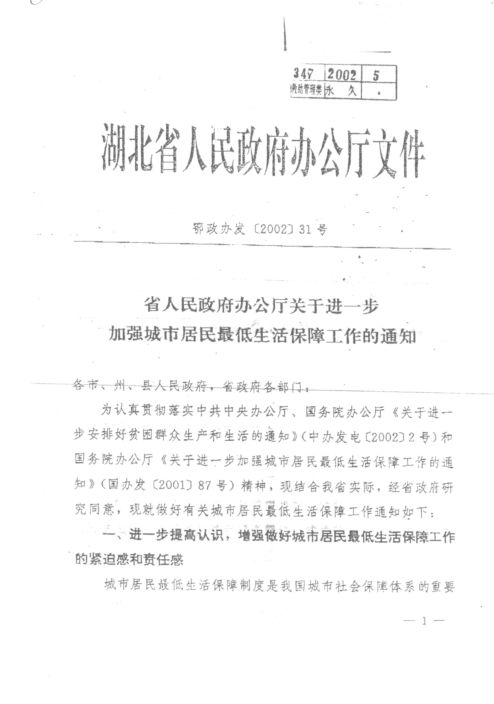 347 2002 5
永久
湖北省人民政府办公厅文件
鄂政办发〔2002〕31号
省人民政府办公厅关于进一步
加强城市居民最低生活保障工作的通知
各市、州、县人民政府，省政府各部门：
为认真贯彻落实中共中央办公厅、国务院办公厅《关于进一
步安排好贫困群众生产和生活的通知》（中办发电〔2002〕2号）和
国务院办公厅《关于进一步加强城市居民最低生活保障工作的通
知》（国办发〔2001〕87号）精神，现结合我省实际，经省政府研
究同意，现就做好有关城市居民最低生活保障工作通知如下：
一、进一步提高认识，增强做好城市居民最低生活保障工作
的紧迫感和责任感
城市居民最低生活保障制度是我国城市社会保障体系的重要
— 1 —